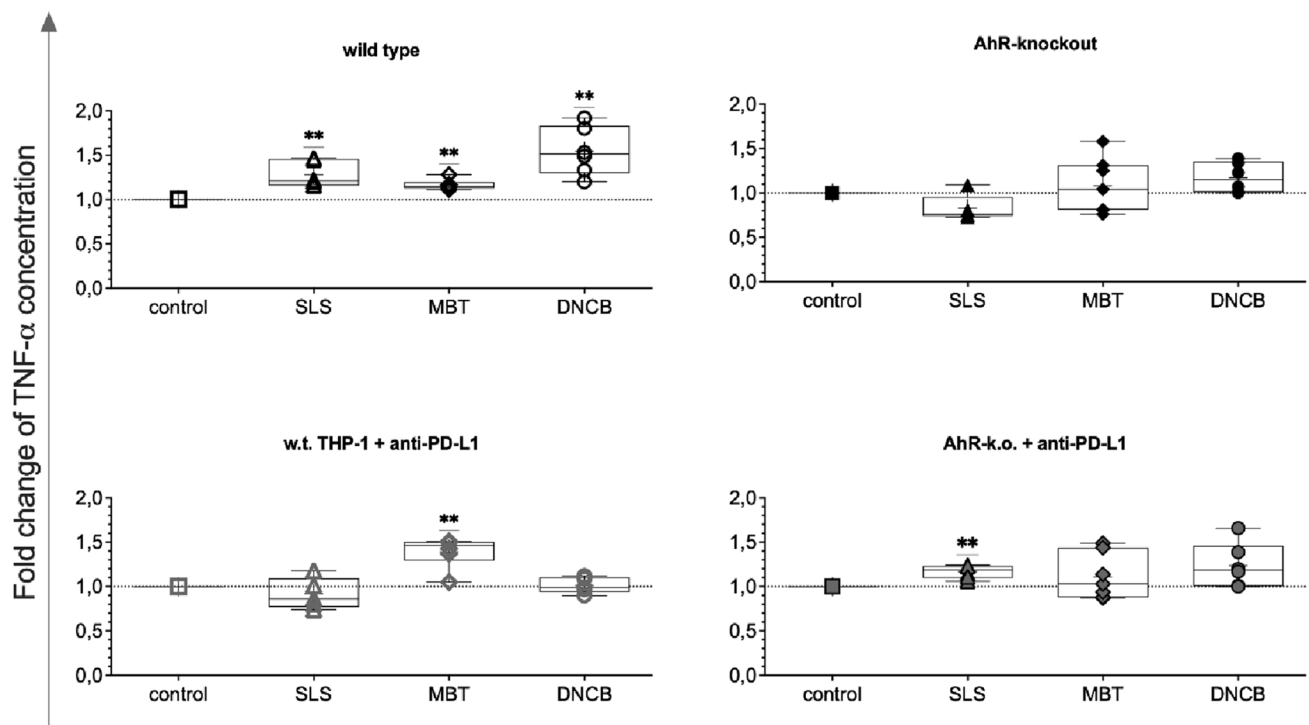 Fold change of TNF-α concentration
wild type
**
**
**
2,0
1,5
1,0
0,5
0,0
control SLS MBT DNCB
AhR-knockout
2,0
1,5
1,0
0,5
0,0
control SLS MBT DNCB
w.t. THP-1 + anti-PD-L1
**
2,0
1,5
1,0
0,5
0,0
control SLS MBT DNCB
AhR-k.o. + anti-PD-L1
**
2,0
1,5
1,0
0,5
0,0
control SLS MBT DNCB